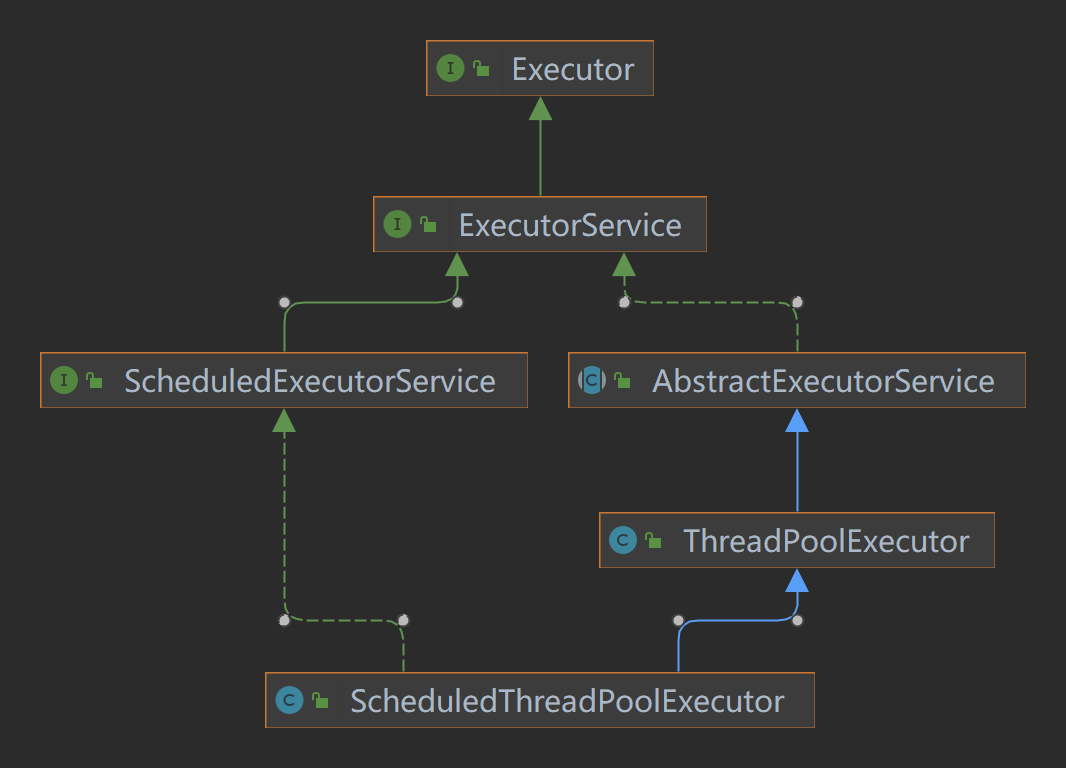 I Executor
I ExecutorService
I ScheduledExecutorService
C AbstractExecutorService
C ThreadPoolExecutor
C ScheduledThreadPoolExecutor